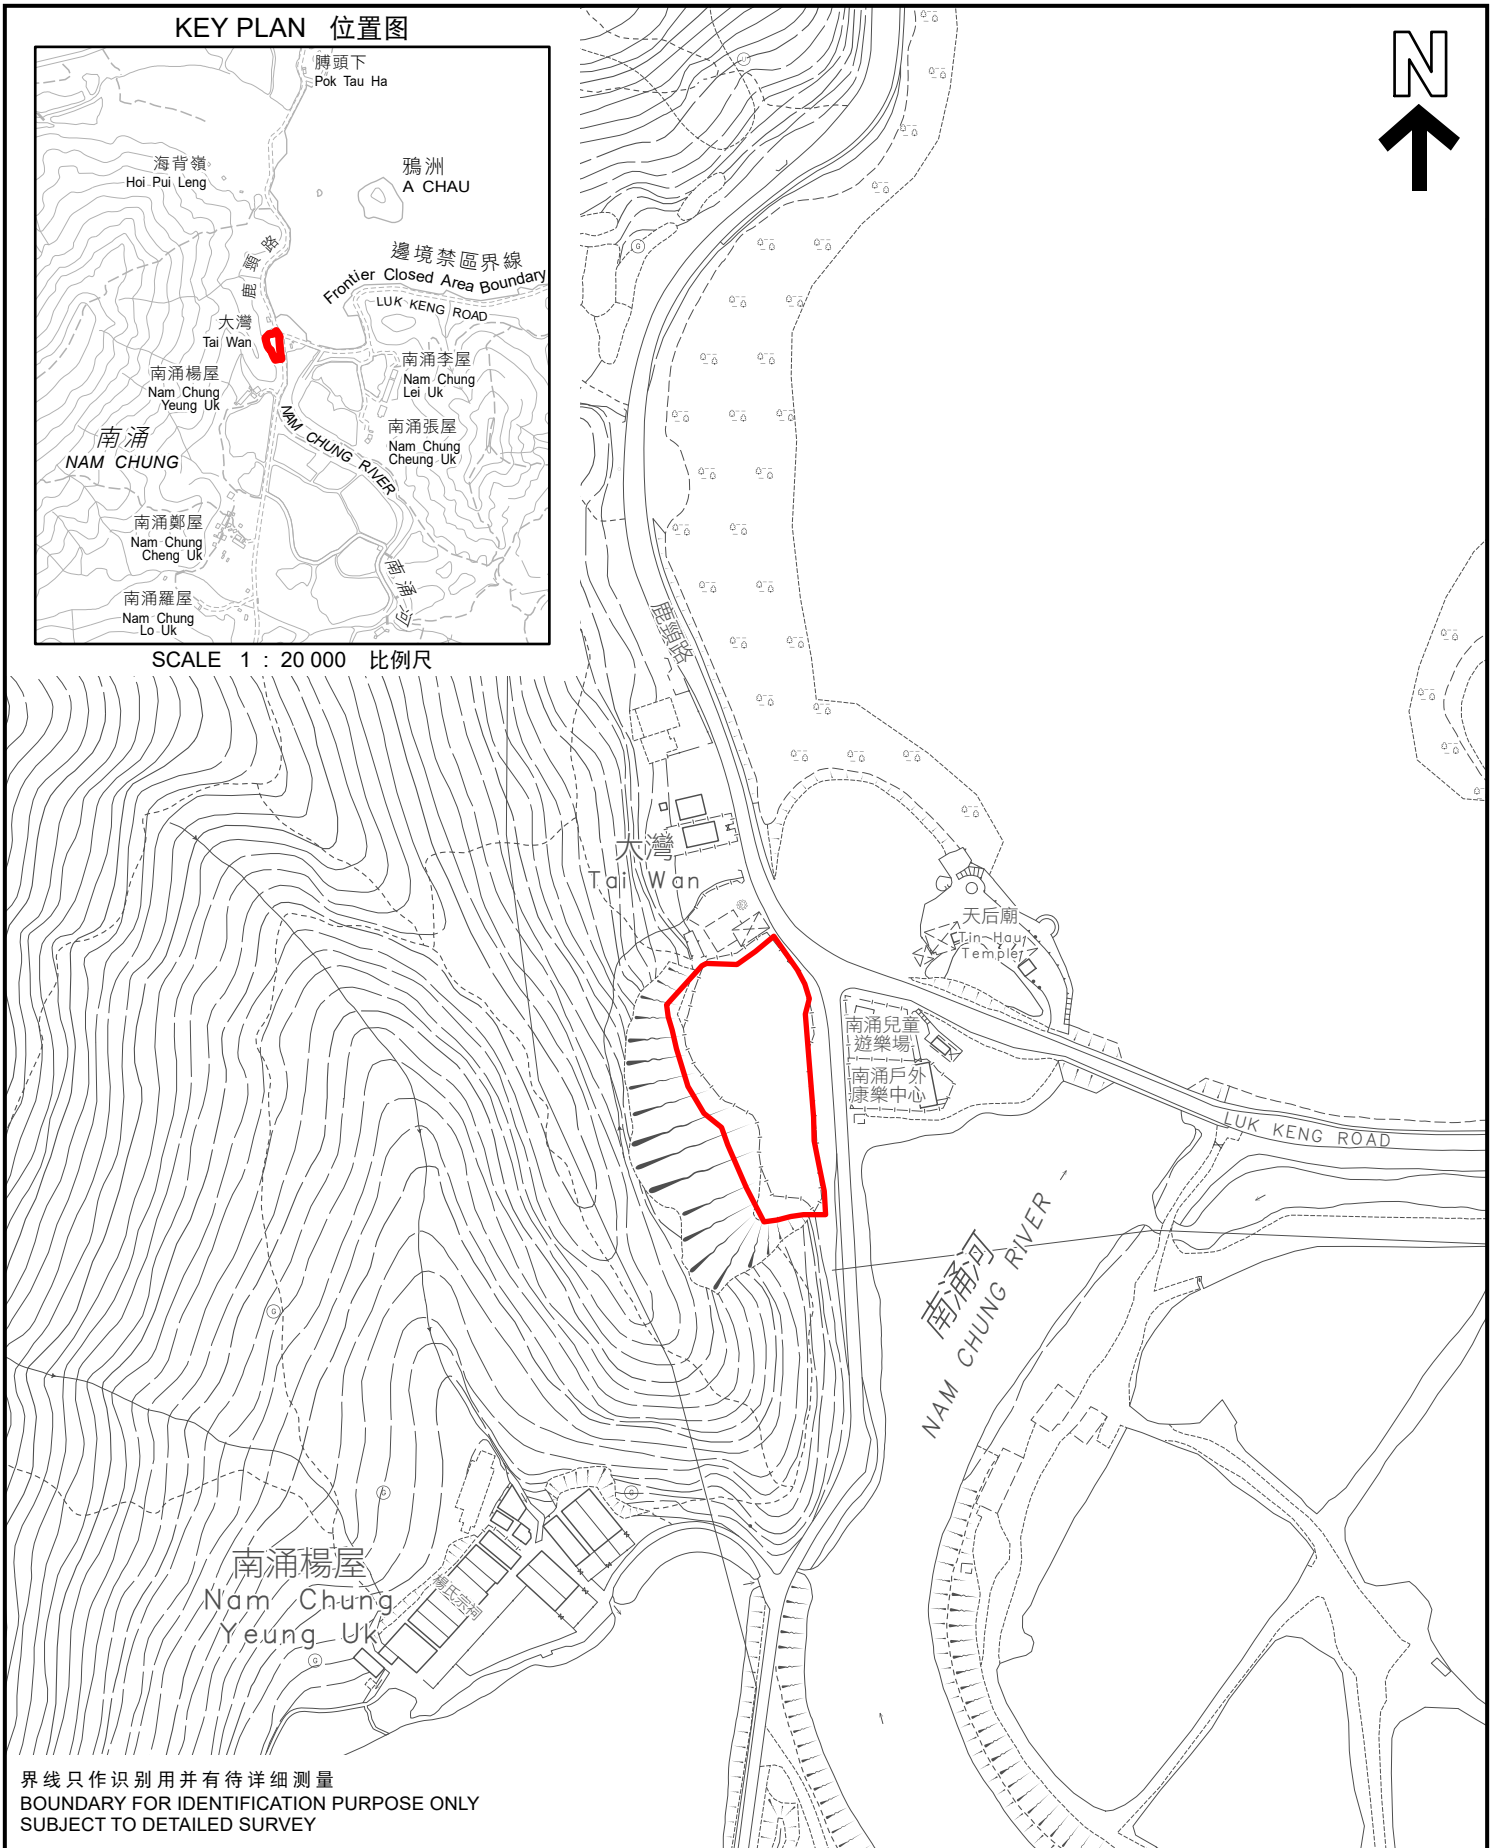 KEY PLAN 位置图
N
膊頭下
Pok Tau Ha
海背嶺
Hoi Pui Leng
鴉洲
A CHAU
鹿頸路
邊境禁區界線
Frontier Closed Area Boundary
LUK KENG ROAD
大灣
Tai Wan
南涌楊屋
Nam Chung
Yeung Uk
南涌李屋
Nam Chung
Lei Uk
南涌張屋
Nam Chung
Cheung Uk
南涌
NAM CHUNG
NAM CHUNG RIVER
南涌鄭屋
Nam Chung
Cheng Uk
南涌河
南涌羅屋
Nam Chung
Lo Uk
SCALE 1 : 20 000 比例尺
G
鹿頸路
大灣
Tai Wan
天后廟
Tin Hau
Temple
南涌兒童
遊樂場
南涌戶外
康樂中心
LUK KENG ROAD
南涌河
NAM CHUNG RIVER
G
G
G
南涌楊屋
Nam Chung
Yeung Uk
楊氏宗祠
G
界线只作识别用并有待详细测量
BOUNDARY FOR IDENTIFICATION PURPOSE ONLY
SUBJECT TO DETAILED SURVEY